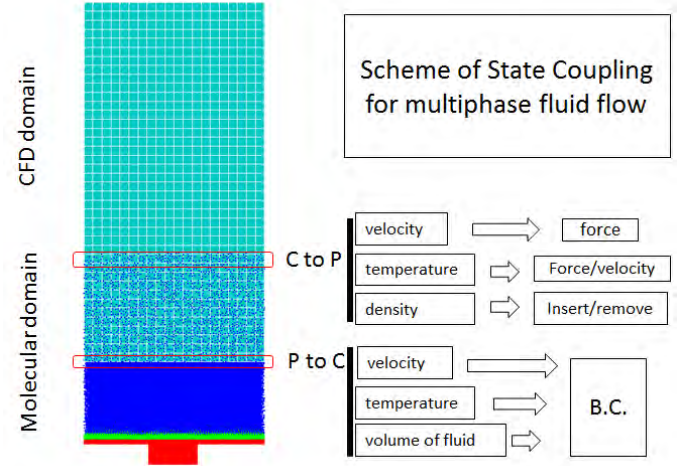 CFD domain
Molecular domain
Scheme of State Coupling
for multiphase fluid flow
C to P
velocity
force
temperature
Force/velocity
density
Insert/remove
P to C
velocity
temperature
volume of fluid
B.C.